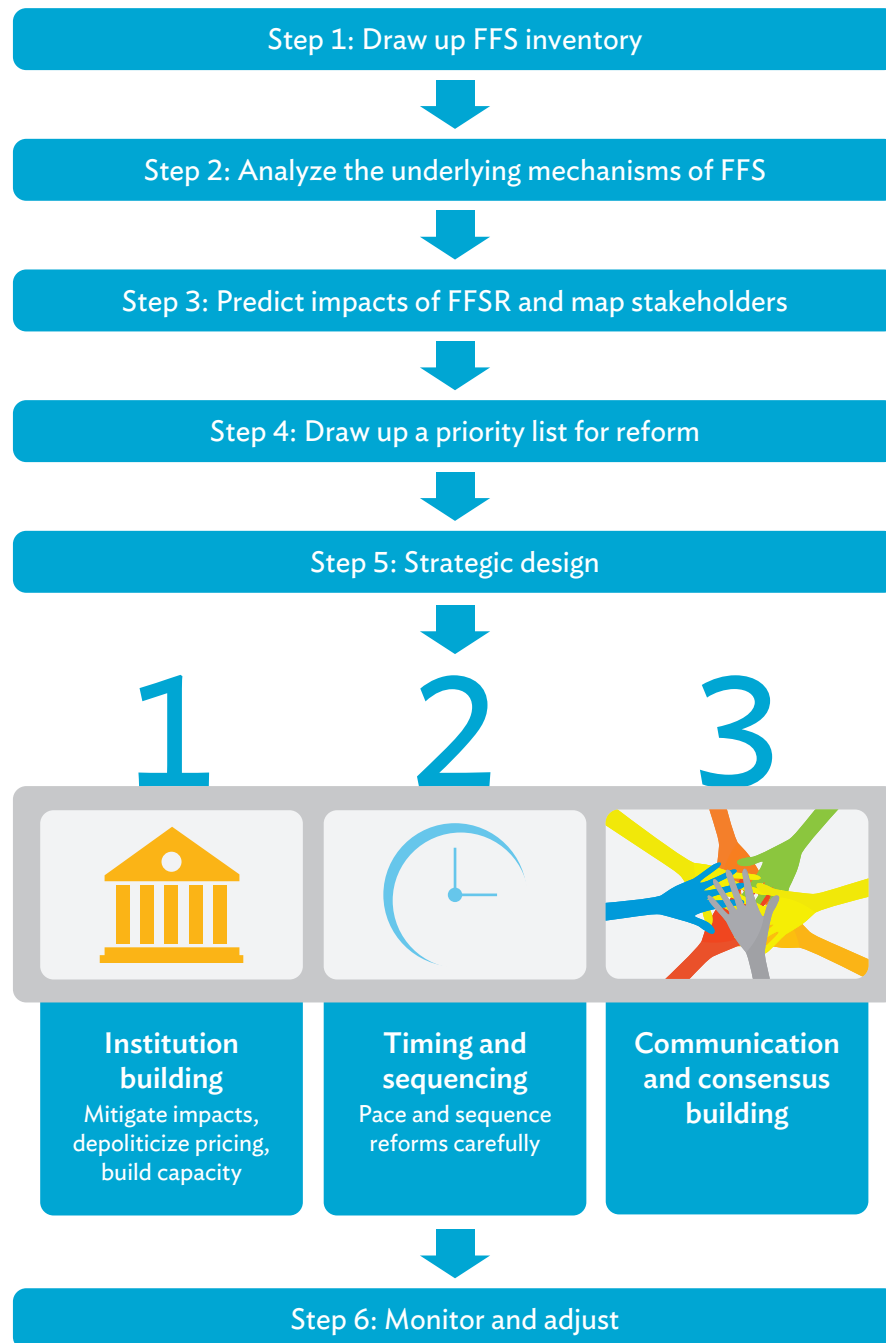 Step 1: Draw up FFS inventory
Step 2: Analyze the underlying mechanisms of FFS
Step 3: Predict impacts of FFSR and map stakeholders
Step 4: Draw up a priority list for reform
Step 5: Strategic design
1
2
3
Institution
building
Mitigate impacts,
depoliticize pricing,
build capacity
Timing and
sequencing
Pace and sequence
reforms carefully
Communication
and consensus
building
Step 6: Monitor and adjust